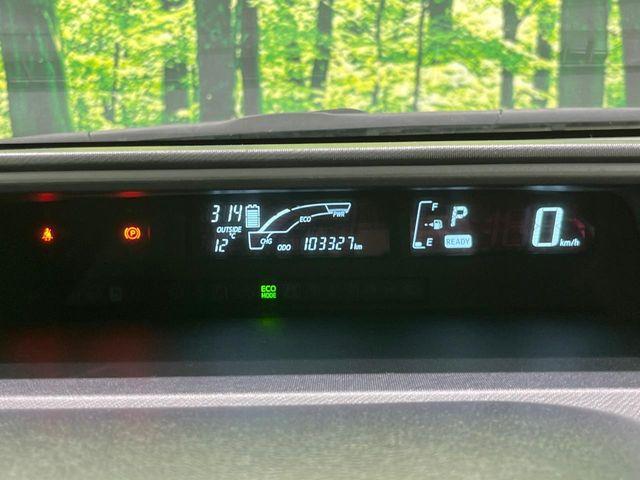 314
OUTSIDE
12 °C
CHG ECO PWR
ODO 103327 km
F
E
P
READY
0 km/h
(P)
ECO
MODE